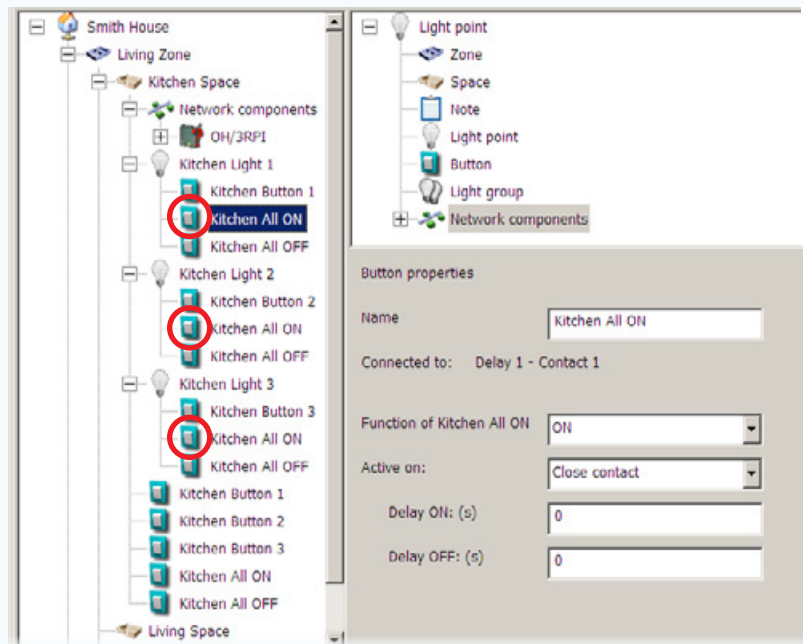 Smith House
Living Zone
Kitchen Space
Network components
OH/3RPI
Kitchen Light 1
Kitchen Button 1
Kitchen All ON
Kitchen All OFF
Kitchen Light 2
Kitchen Button 2
Kitchen All ON
Kitchen All OFF
Kitchen Light 3
Kitchen Button 3
Kitchen All ON
Kitchen All OFF
Kitchen Button 1
Kitchen Button 2
Kitchen Button 3
Kitchen All ON
Kitchen All OFF
Living Space
Light point
Zone
Space
Note
Light point
Button
Light group
Network components
Button properties
Name Kitchen All ON
Connected to: Delay 1 - Contact 1
Function of Kitchen All ON ON
Active on: Close contact
Delay ON: (s) 0
Delay OFF: (s) 0